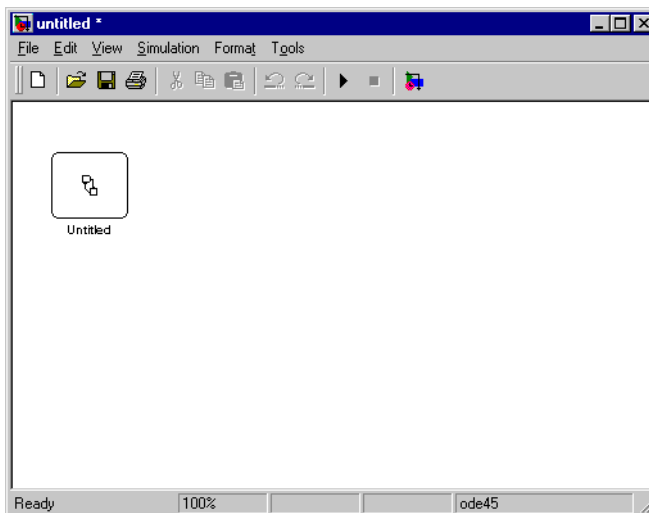 untitled *
File Edit View Simulation Format Tools
Untitled
Ready 100% ode45